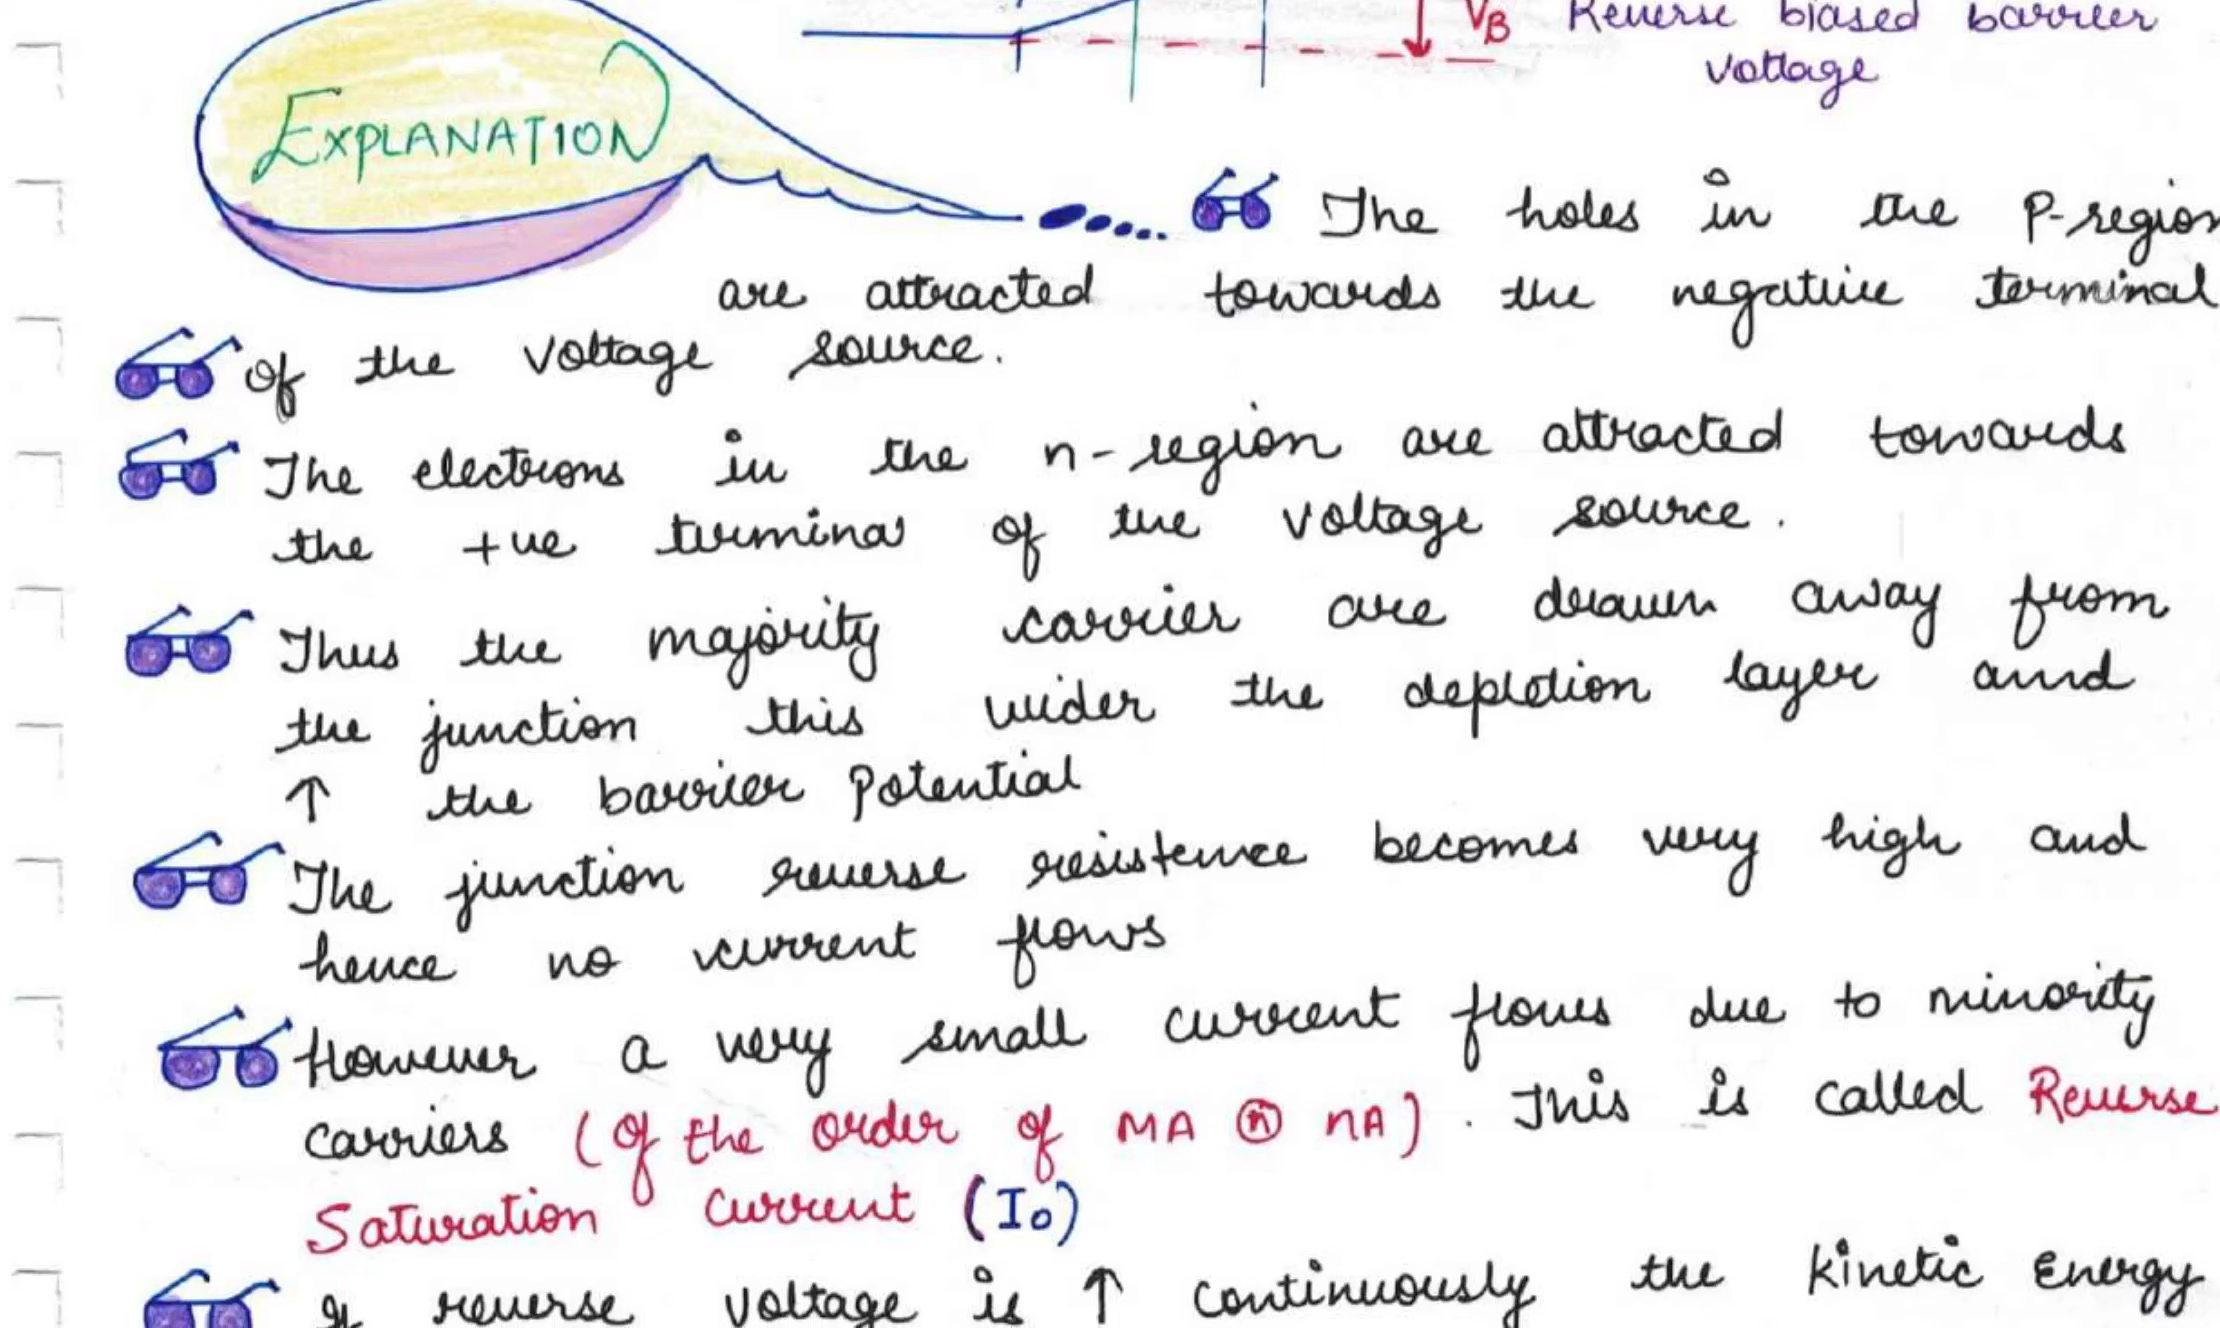 VB Reverse biased barrier
voltage
EXPLANATION
The holes in the P-region
are attracted towards the negative terminal
of the voltage source.
The electrons in the n-region are attracted towards
the +ve terminal of the voltage source.
Thus the majority carrier are drawn away from
the junction this wider the depletion layer and
↑ the barrier potential
The junction reverse resistence becomes very high and
hence no current flows
However a very small current flows due to minority
carriers (of the order of MA n nA). This is called Reverse
Saturation current (Io)
If reverse voltage is ↑ continuously the kinetic Energy